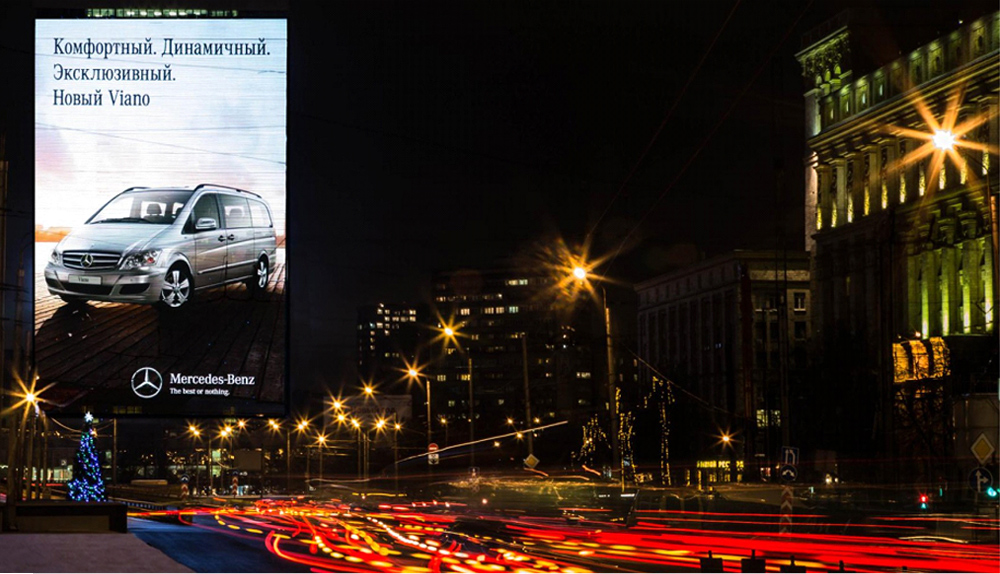 Комфортный. Динамичный.
Эксклюзивный.
Новый Viano
Mercedes-Benz
The best or nothing.